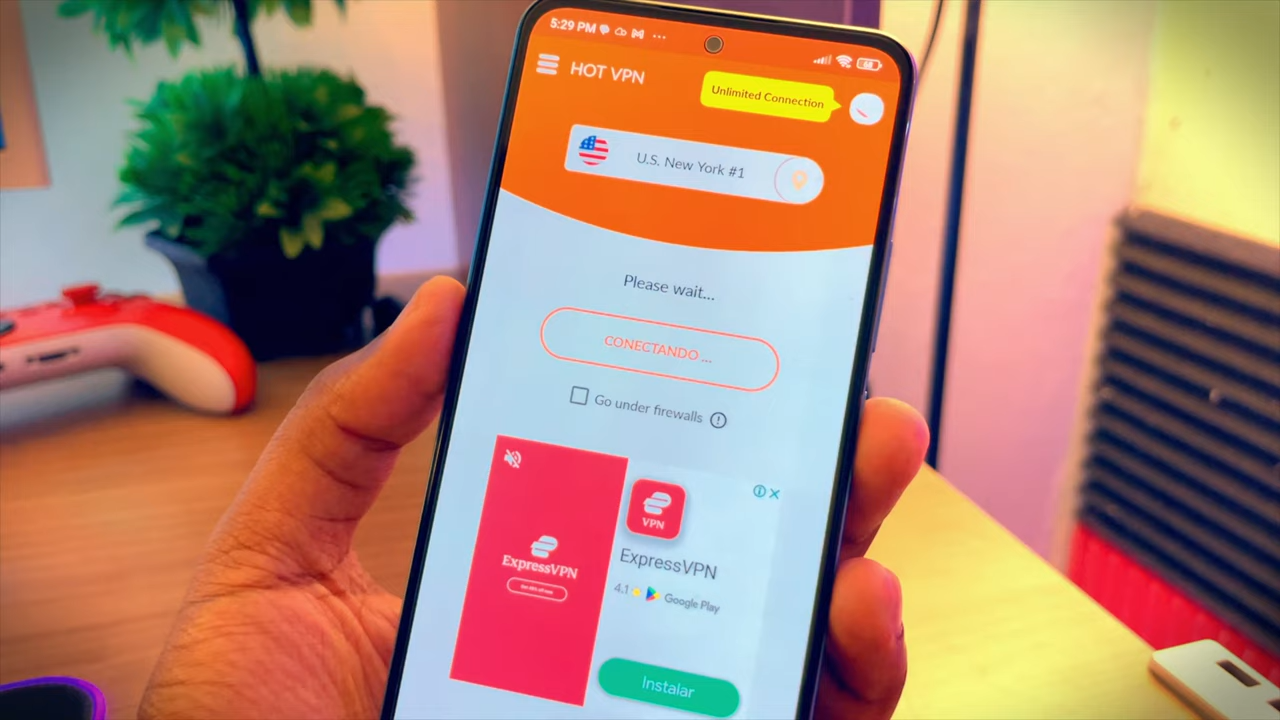 5:29 PM
68
HOT VPN
Unlimited Connection
U.S. New York #1
Please wait...
CONECTANDO ...
Go under firewalls
ExpressVPN
VPN
ExpressVPN
4.1
Google Play
Instalar